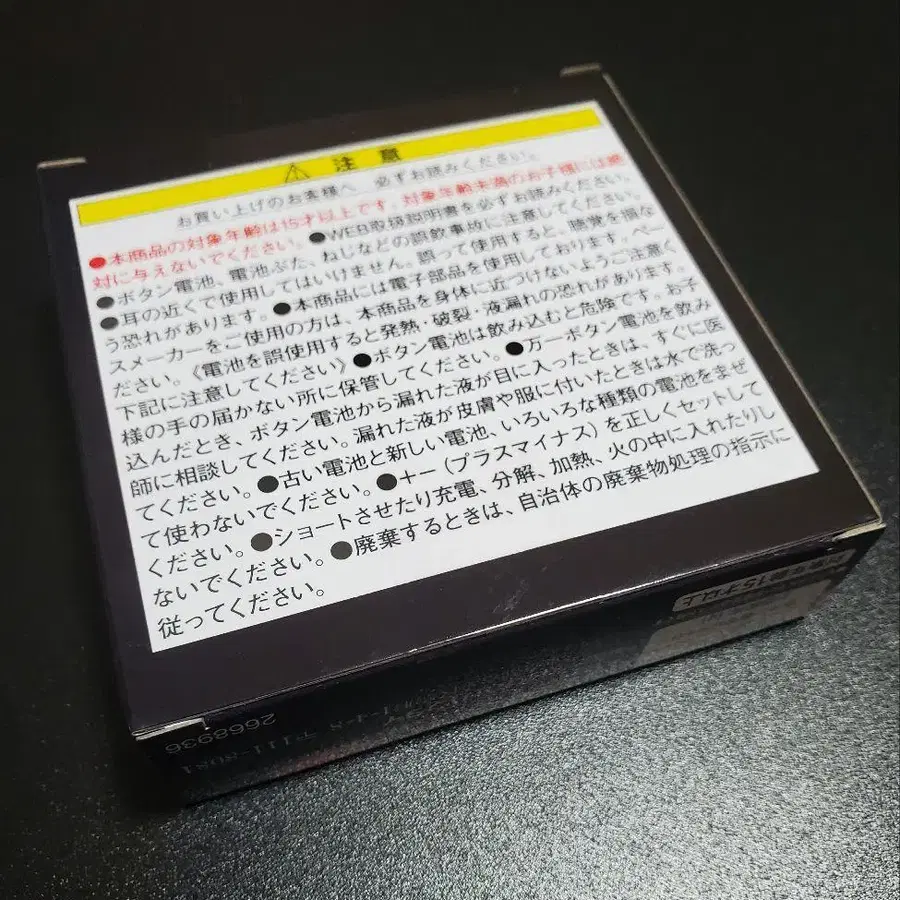 ⚠ 注意
お買い上げのお客様へ 必ずお読みください。
●本商品の対象年齢は15才以上です。対象年齢未満のお子様には絶
対に与えないでください。●WEB取扱説明書を必ずお読みください。
●ボタン電池、電池ぶた、ねじなどの誤飲事故に注意してください。
●耳の近くで使用してはいけません。誤って使用すると、聴覚を損な
う恐れがあります。●本商品には電子部品を使用しております。ペー
スメーカーをご使用の方は、本商品を身体に近づけないようご注意く
ださい。《電池を誤使用すると発熱・破裂・液漏れの恐れがあります。
下記に注意してください》●ボタン電池は飲み込むと危険です。お子
様の手の届かない所に保管してください。●万一ボタン電池を飲み
込んだとき、ボタン電池から漏れた液が目に入ったときは、すぐに医
師に相談してください。漏れた液が皮膚や服に付いたときは水で洗っ
てください。●古い電池と新しい電池、いろいろな種類の電池をまぜ
て使わないでください。●+−(プラスマイナス)を正しくセットして
ください。●ショートさせたり充電、分解、加熱、火の中に入れたりし
ないでください。●廃棄するときは、自治体の廃棄物処理の指示に
従ってください。
対象年齢15才以上
2668936
〒111-8081